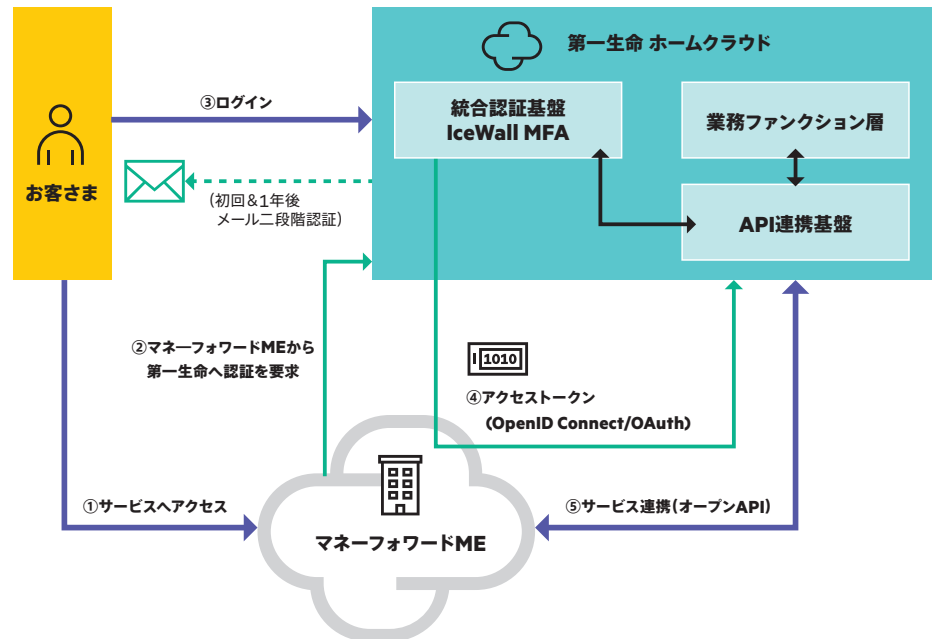 第一生命 ホームクラウド
③ログイン
統合認証基盤
IceWall MFA
業務ファンクション層
お客さま
(初回&1年後
メール二段階認証)
API連携基盤
②マネーフォワードMEから
第一生命へ認証を要求
1010
④アクセストークン
(OpenID Connect/OAuth)
①サービスへアクセス
⑤サービス連携(オープンAPI)
マネーフォワードME